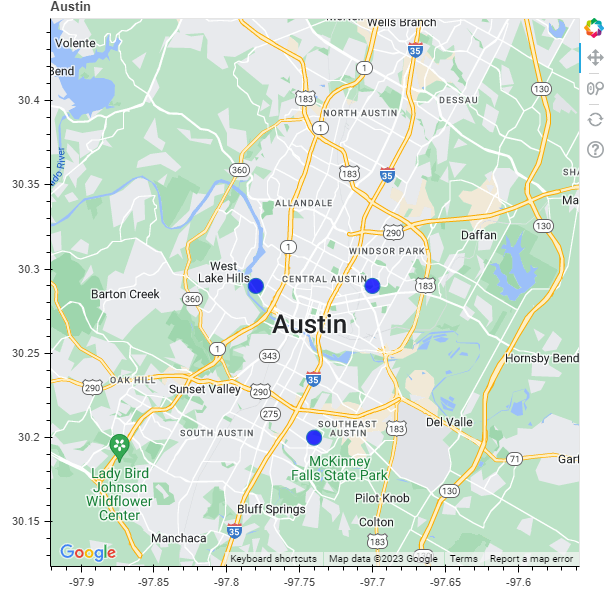 Austin
Wells Branch
Volente
Bend
35
1
30.4
183
130
DESSAU
NORTH AUSTIN
1
360
183
35
30.35
ALLANDALE
Ma
290
130
1
Daffan
WINDSOR PARK
30.3
West
Lake Hills
CENTRAL AUSTIN
183
Barton Creek
360
Austin
30.25
1
343
Hornsby Bend
35
OAK HILL
290
Sunset Valley
290
275
SOUTH AUSTIN
SOUTHEAST
AUSTIN
183
Del Valle
30.2
McKinney
Falls State Park
71
Garf
Lady Bird
Johnson
Wildflower
Center
130
Pilot Knob
Bluff Springs
30.15
Colton
35
Manchaca
183
Google
Keyboard shortcuts
Map data ©2023 Google
Terms
Report a map error
-97.9
-97.85
-97.8
-97.75
-97.7
-97.65
-97.6